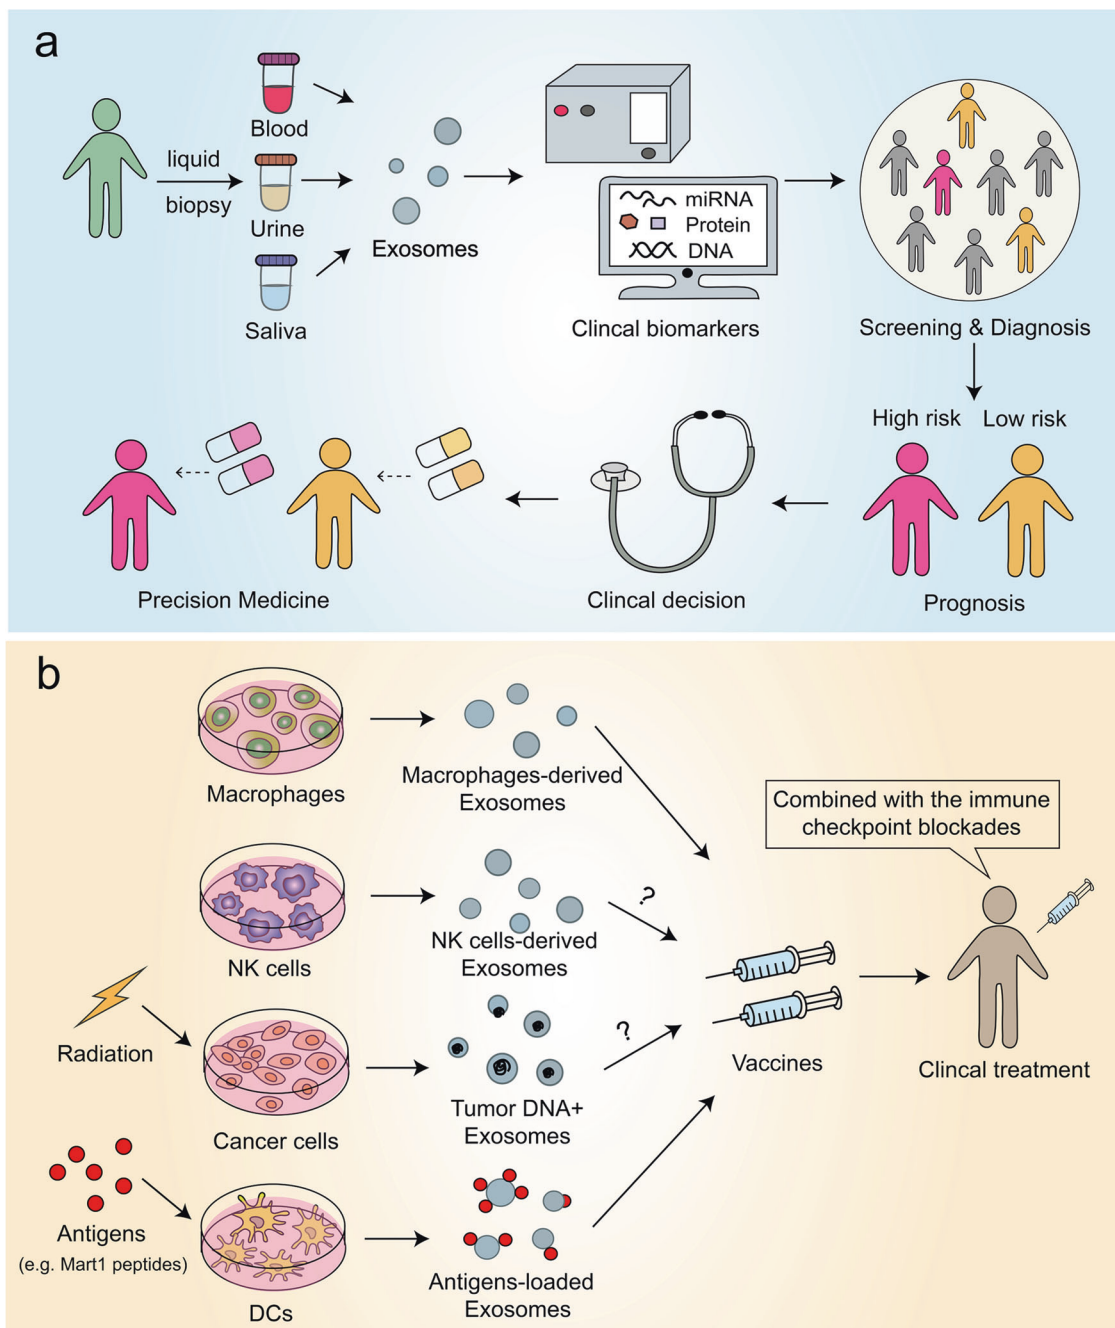 a
Blood
liquid
biopsy
Urine
Saliva
Exosomes
miRNA
Protein
DNA
Clincal biomarkers
Screening & Diagnosis
High risk
Low risk
Precision Medicine
Clincal decision
Prognosis
b
Macrophages
Macrophages-derived
Exosomes
Combined with the immune
checkpoint blockades
NK cells
?
NK cells-derived
Exosomes
Radiation
Cancer cells
?
Tumor DNA+
Exosomes
Vaccines
Clincal treatment
Antigens
(e.g. Mart1 peptides)
DCs
Antigens-loaded
Exosomes